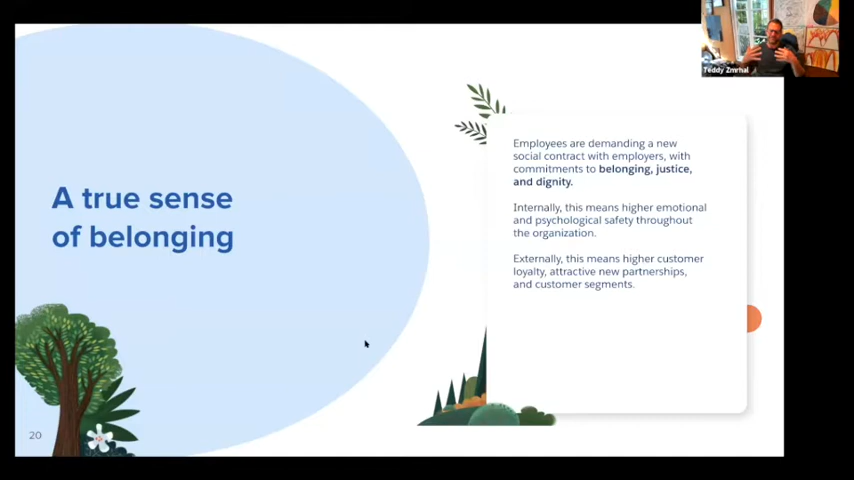 A true sense
of belonging
Employees are demanding a new
social contract with employers, with
commitments to belonging, justice,
and dignity.
Internally, this means higher emotional
and psychological safety throughout
the organization.
Externally, this means higher customer
loyalty, attractive new partnerships,
and customer segments.
20
Teddy Zmrhal